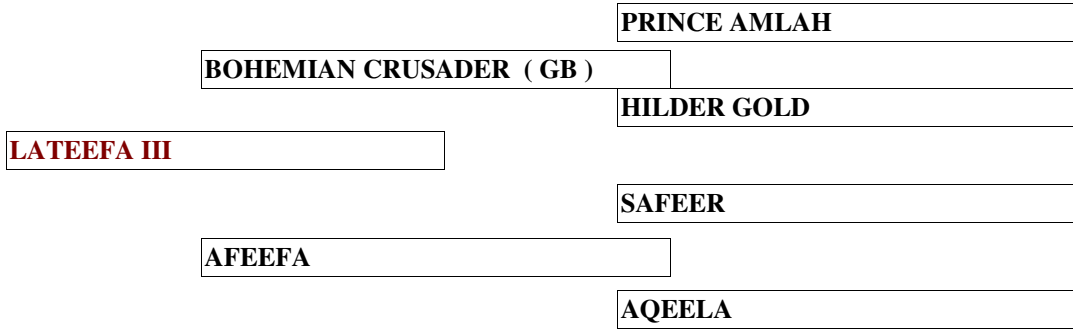 PRINCE AMLAH
BOHEMIAN CRUSADER ( GB )
HILDER GOLD
LATEEFA III
SAFEER
AFEEFA
AQEELA